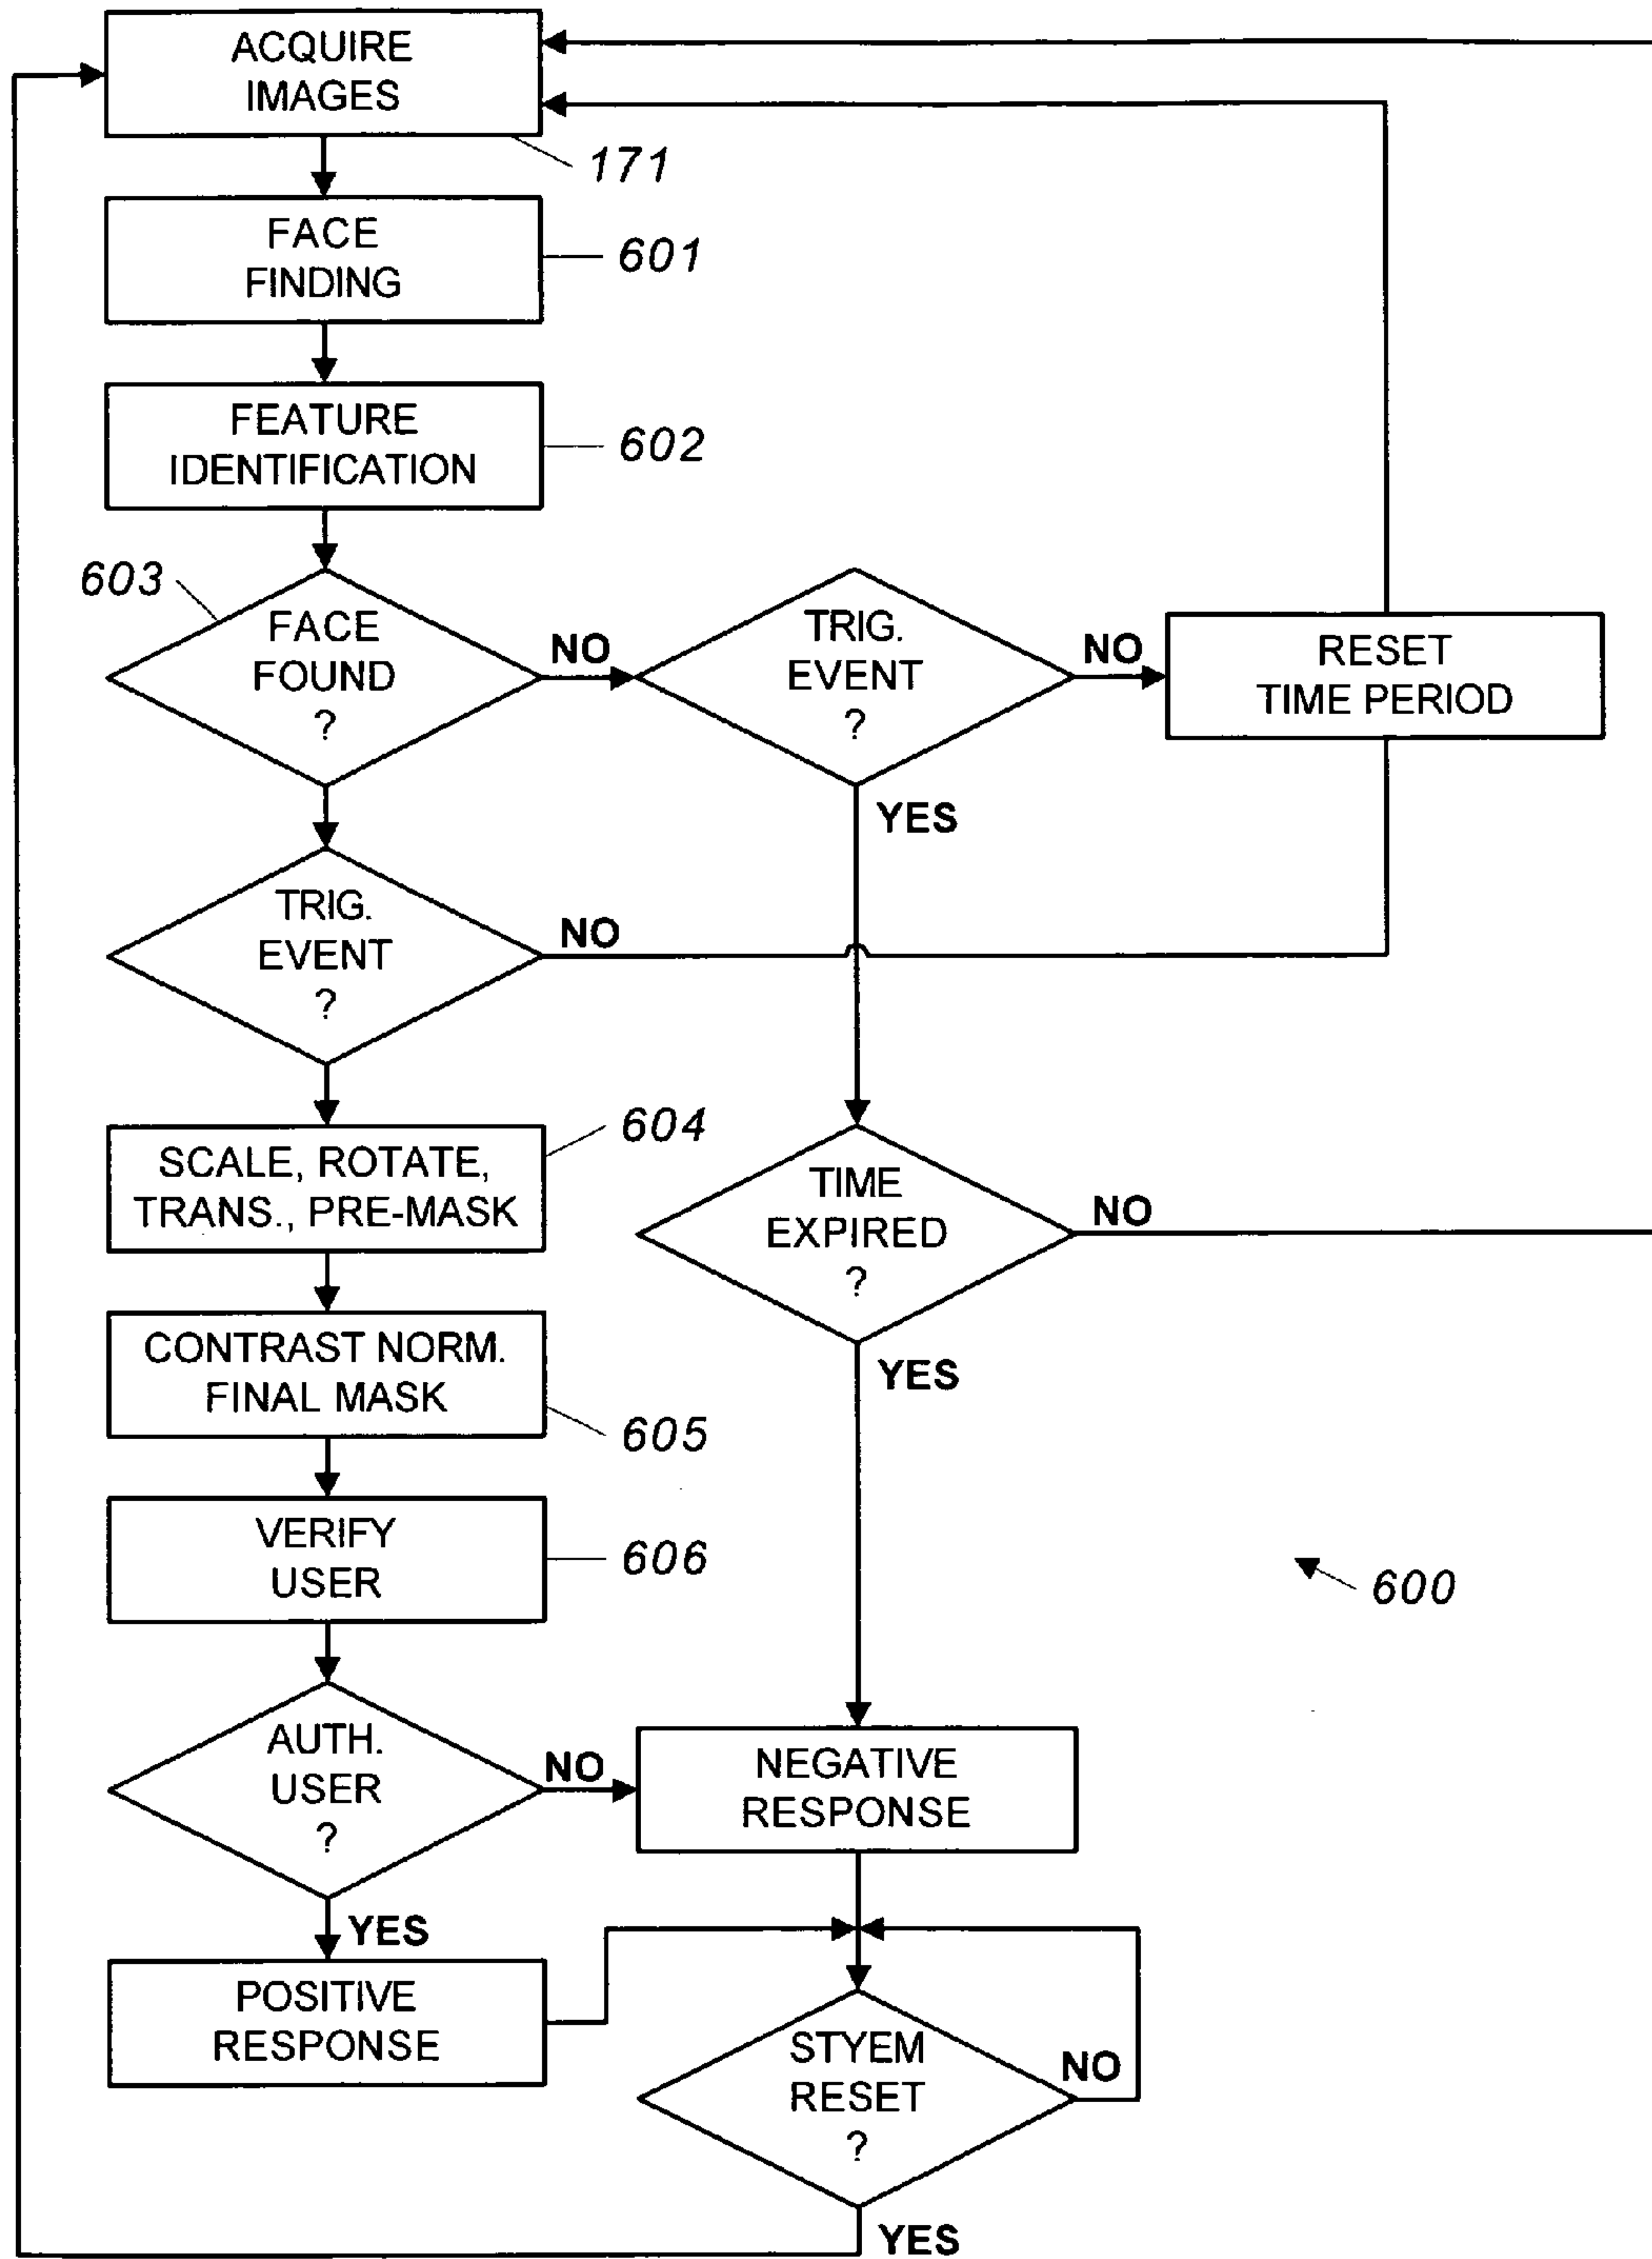 ACQUIRE
IMAGES
171
FACE
FINDING
601
FEATURE
IDENTIFICATION
602
603
FACE
FOUND
?
NO
TRIG.
EVENT
?
NO
RESET
TIME PERIOD
YES
TRIG.
EVENT
?
NO
SCALE, ROTATE,
TRANS., PRE-MASK
604
TIME
EXPIRED
?
NO
YES
CONTRAST NORM.
FINAL MASK
605
VERIFY
USER
606
600
AUTH.
USER
?
NO
NEGATIVE
RESPONSE
YES
POSITIVE
RESPONSE
STYEM
RESET
?
NO
YES